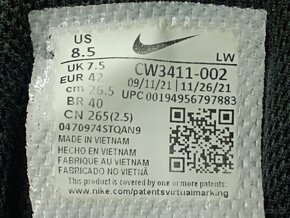 US
8.5
LW
UK 7.5
EUR 42
cm 26.5
BR 40
CN 265(2.5)
CW3411-002
09/11/21 11/26/21
UPC 00194956797883
0470974STQAN9
MADE IN VIETNAM
HECHO EN VIETNAM
FABRIQUE AU VIETNAM
FABRICADO NO VIETNÃ
This product is covered by one or more patents.
www.nike.com/patentsvirtualmarking